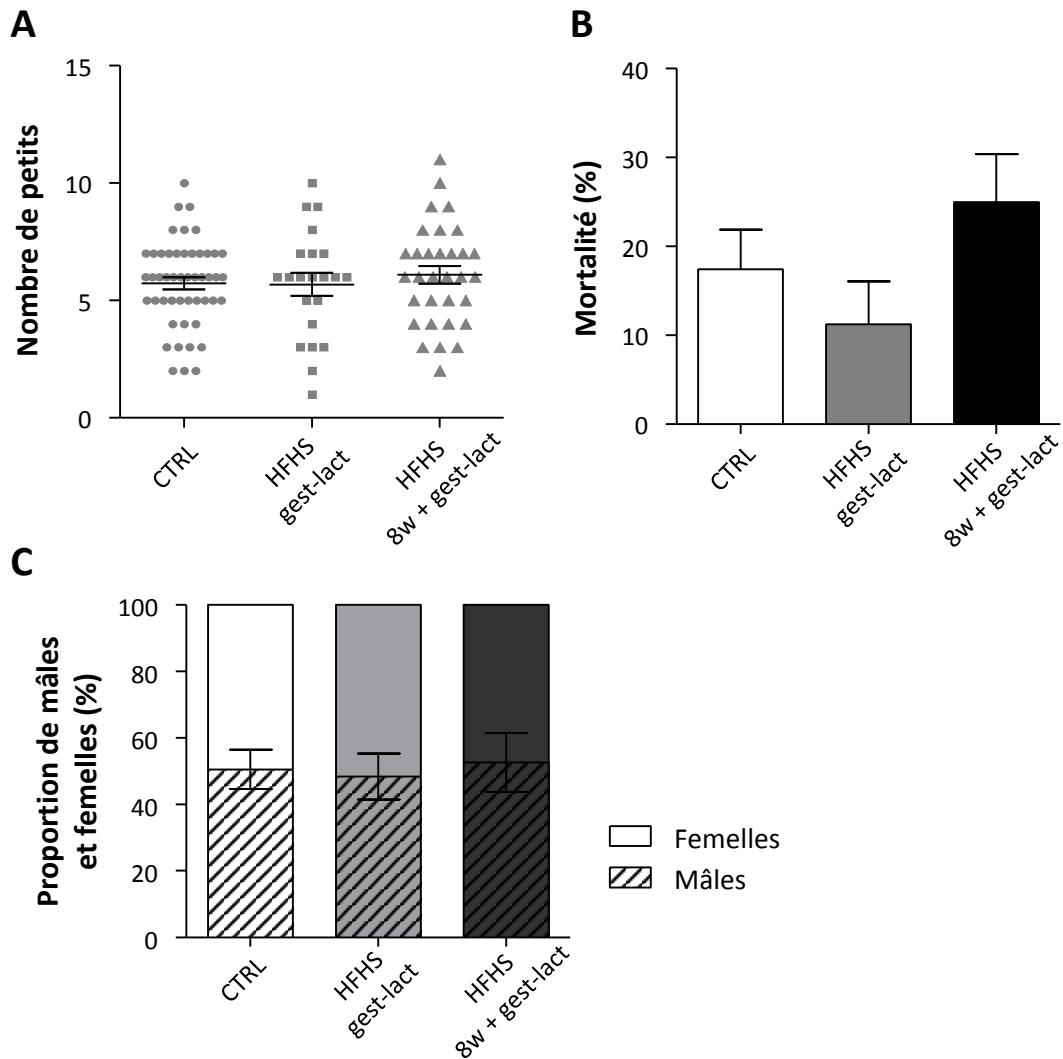 A
Nombre de petits
15
10
5
0
CTRL
HFHS
gest-lact
HFHS
8w + gest-lact
B
Mortalité (%)
40
30
20
10
0
CTRL
HFHS
gest-lact
HFHS
8w + gest-lact
C
Proportion de mâles
et femelles (%)
100
80
60
40
20
0
CTRL
HFHS
gest-lact
HFHS
8w + gest-lact
Femelles
Mâles